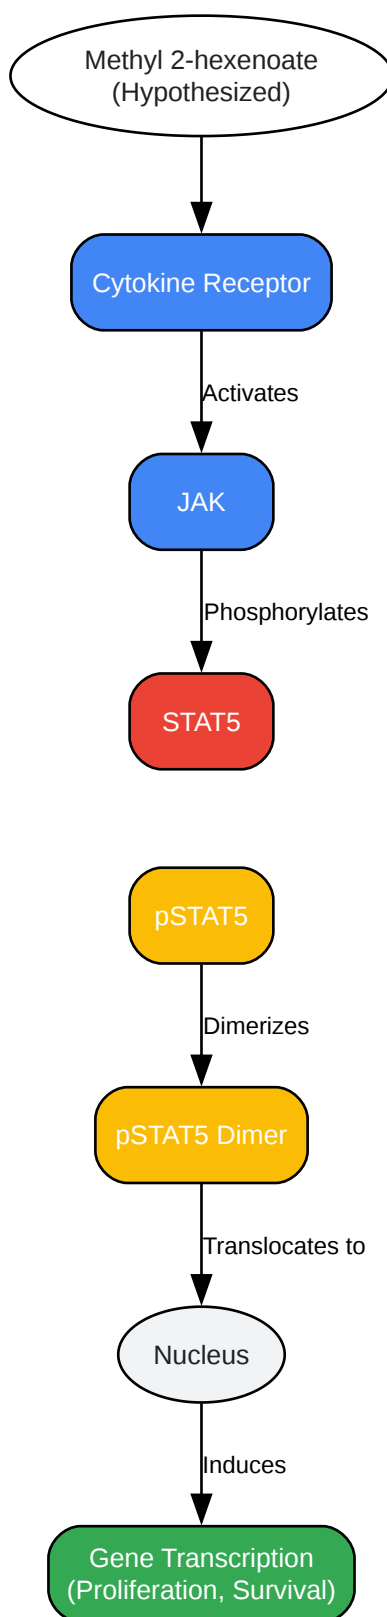 Methyl 2-hexenoate
(Hypothesized)
Cytokine Receptor
Activates
JAK
Phosphorylates
STAT5
pSTAT5
Dimerizes
pSTAT5 Dimer
Translocates to
Nucleus
Induces
Gene Transcription
(Proliferation, Survival)